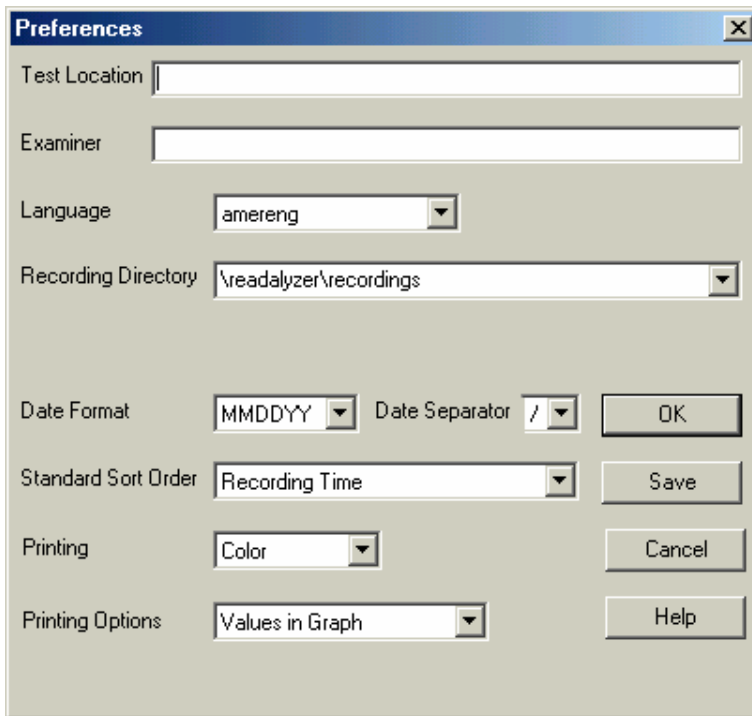 Preferences
Test Location
Examiner
Language amereng
Recording Directory \readalyzer\recordings
Date Format MMDDYY Date Separator / OK
Standard Sort Order Recording Time Save
Printing Color Cancel
Printing Options Values in Graph Help